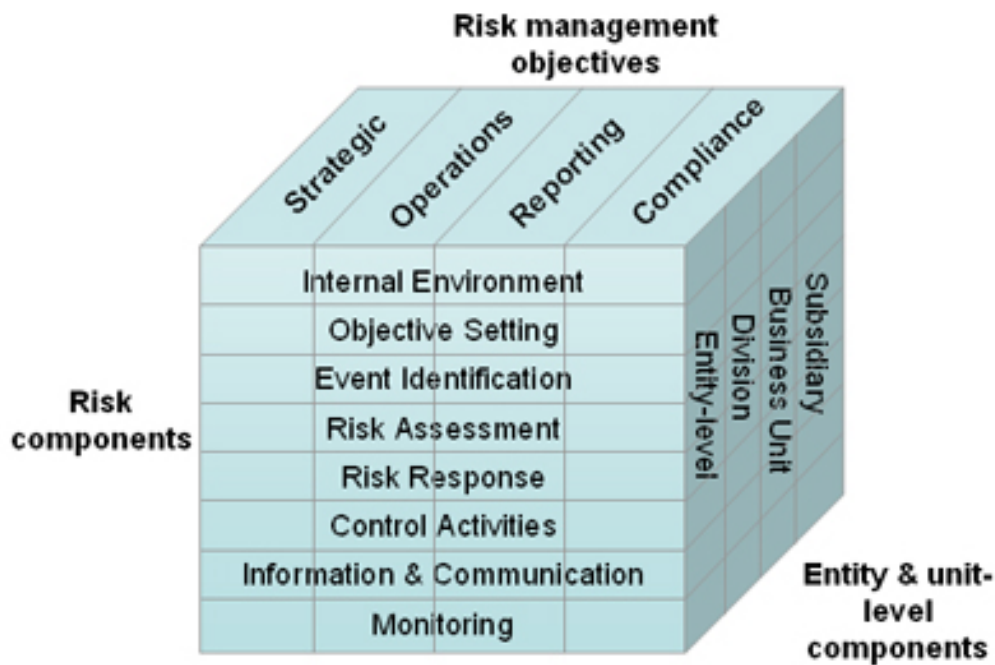 Risk management
objectives
Strategic
Operations
Reporting
Compliance
Internal Environment
Objective Setting
Event Identification
Risk Assessment
Risk Response
Control Activities
Information & Communication
Monitoring
Risk
components
Entity-level
Division
Business Unit
Subsidiary
Entity & unit-
level
components